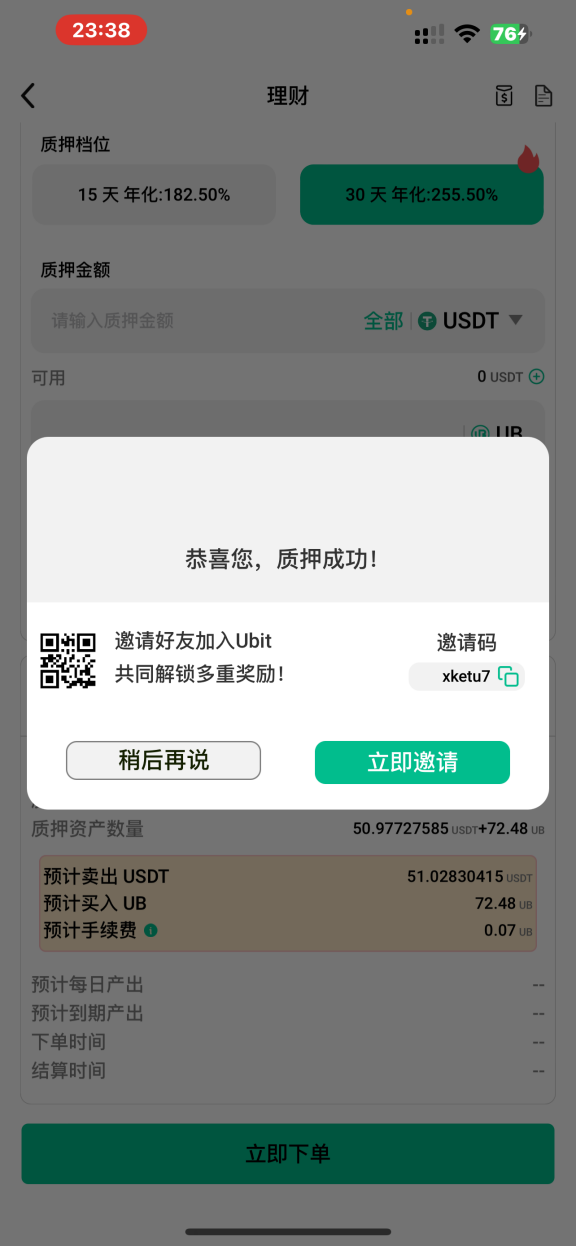 23:38
76
理财
质押档位
15 天 年化:182.50%
30 天 年化:255.50%
质押金额
请输入质押金额
全部 USDT
可用
0 USDT
UB
恭喜您，质押成功！
邀请好友加入Ubit
共同解锁多重奖励！
邀请码
xketu7
稍后再说
立即邀请
质押资产数量 50.97727585 USDT+72.48 UB
预计卖出 USDT 51.02830415 USDT
预计买入 UB 72.48 UB
预计手续费 0.07 UB
预计每日产出 --
预计到期产出 --
下单时间 --
结算时间 --
立即下单